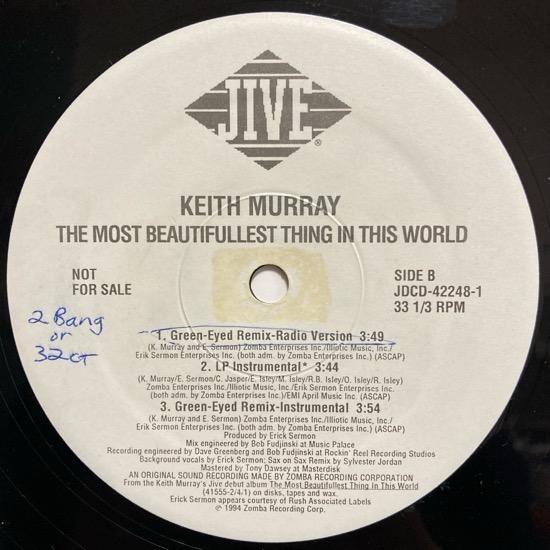 JIVE®
KEITH MURRAY
THE MOST BEAUTIFULLEST THING IN THIS WORLD
NOT
FOR SALE
SIDE B
JDCD-42248-1
33 1/3 RPM
2 Bang
or
32ct
1. Green-Eyed Remix-Radio Version 3:49
(K. Murray and E. Sermon) Zomba Enterprises Inc./Illiotic Music, Inc./
Erik Sermon Enterprises Inc. (both adm. by Zomba Enterprises Inc.) (ASCAP)
2. LP Instrumental* 3:44
(K. Murray/E. Sermon/C. Jasper/E. Isley/M. Isley/R.B. Isley/O. Isley/R. Isley)
Zomba Enterprises Inc./Illiotic Music, Inc./Erik Sermon Enterprises Inc.
(both adm. by Zomba Enterprises Inc.)/EMI April Music Inc. (ASCAP)
3. Green-Eyed Remix-Instrumental 3:54
(K. Murray and E. Sermon) Zomba Enterprises Inc./Illiotic Music, Inc./
Erik Sermon Enterprises Inc. (both adm. by Zomba Enterprises Inc.) (ASCAP)
Produced by Erick Sermon
Mix engineered by Bob Fudjinski at Music Palace
Recording engineered by Dave Greenberg and Bob Fudjinski at Rockin' Reel Recording Studios
Background vocals by Erick Sermon; Sax on Sax Remix by Sylvester Jordan
Mastered by Tony Dawsey at Masterdisk
AN ORIGINAL SOUND RECORDING MADE BY ZOMBA RECORDING CORPORATION
From the Keith Murray's Jive debut album The Most Beautifullest Thing In This World
(41555-2/4/1) on disks, tapes and wax.
Erick Sermon appears courtesy of Rush Associated Labels
℗ 1994 Zomba Recording Corp.